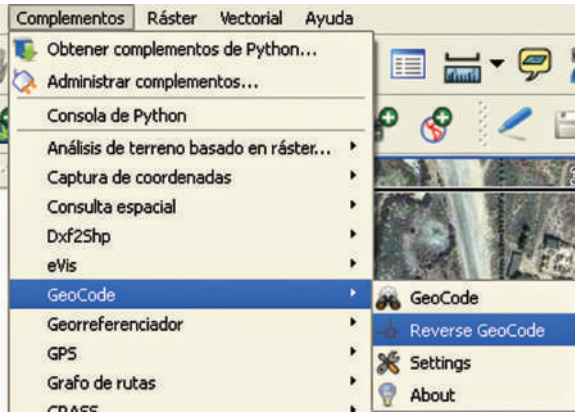 Complementos Ráster Vectorial Ayuda
Obtener complementos de Python...
Administrar complementos...
Consola de Python
Análisis de terreno basado en ráster...
Captura de coordenadas
Consulta espacial
Dxf2Shp
eVis
GeoCode
Georreferenciador
GPS
Grafo de rutas
GRASS
GeoCode
Reverse GeoCode
Settings
About